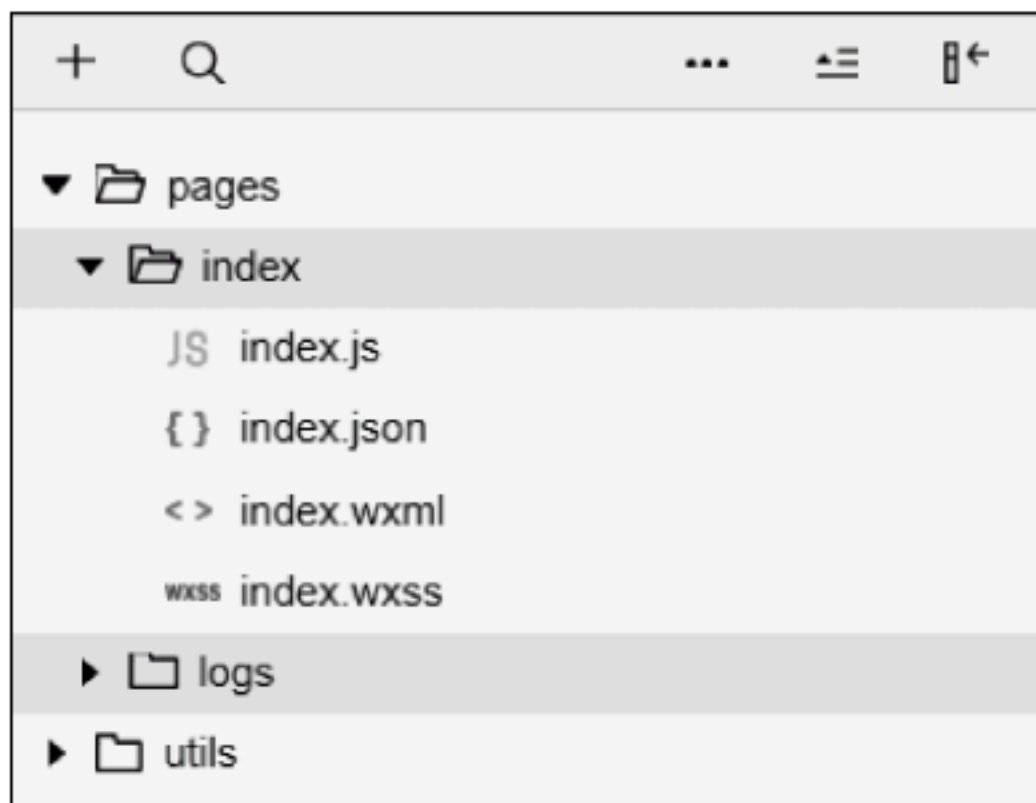 pages
index
JS index.js
{ } index.json
< > index.wxml
wxss index.wxss
logs
utils